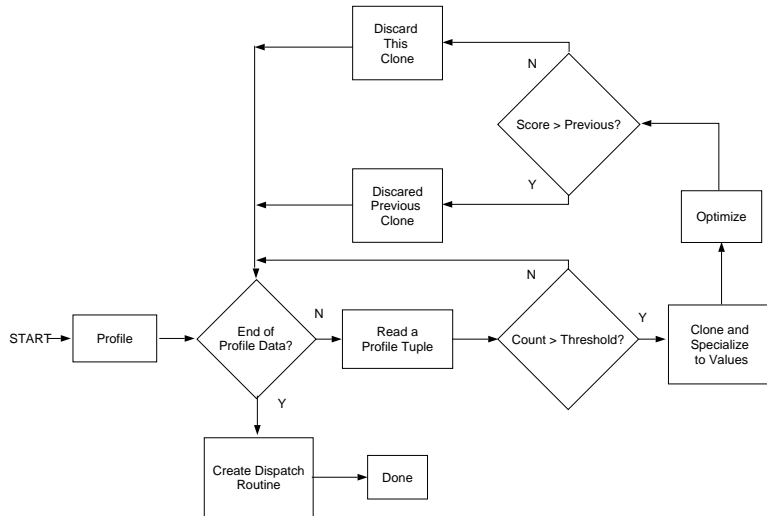 Discard
This
Clone
N
Score > Previous?
Y
Discared
Previous
Clone
Optimize
N
START
Profile
End of
Profile Data?
N
Read a
Profile Tuple
Count > Threshold?
Y
Clone and
Specialize
to Values
Y
Create Dispatch
Routine
Done